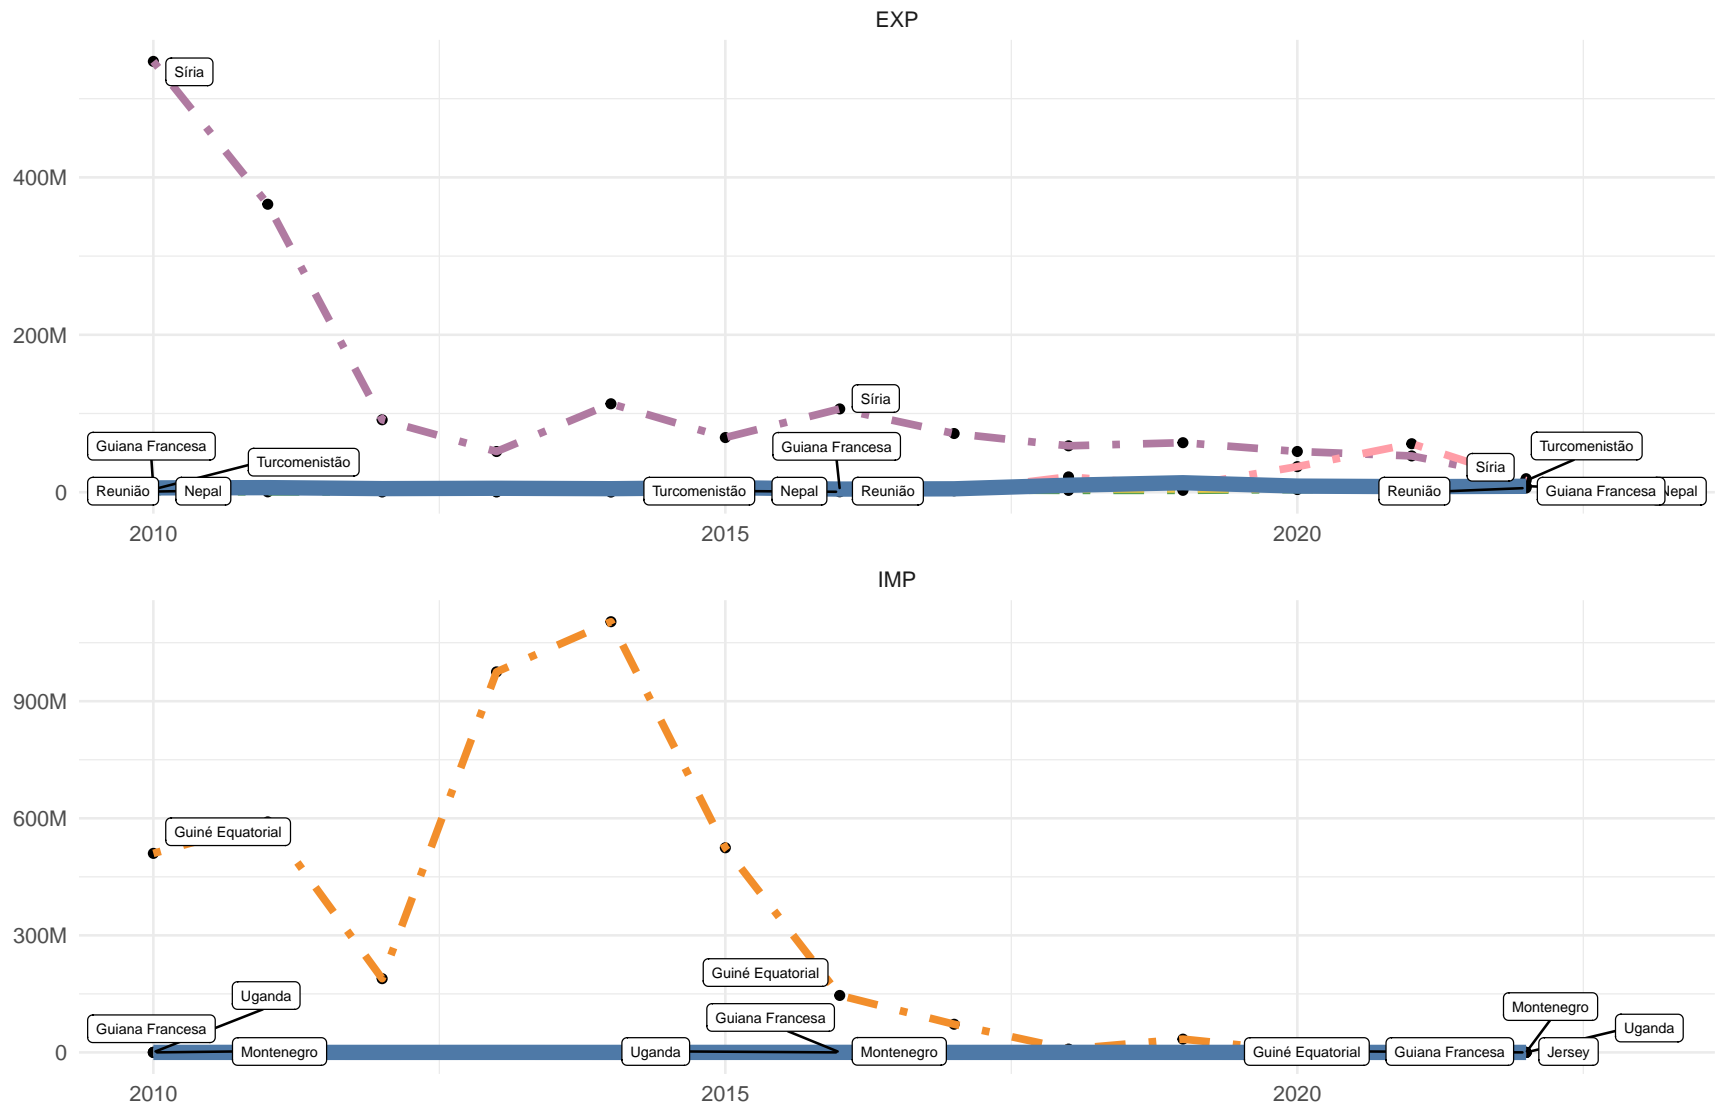 EXP
Síria
400M
200M
Síria
Guiana Francesa
Guiana Francesa
Turcomenistão
Turcomenistão
Síria
0
Reunião
Nepal
Turcomenistão
Nepal
Reunião
Reunião
Guiana Francesa
Nepal
2010
2015
2020
IMP
900M
600M
Guiné Equatorial
300M
Guiné Equatorial
Uganda
Montenegro
Guiana Francesa
Guiana Francesa
Uganda
0
Montenegro
Uganda
Montenegro
Guiné Equatorial
Guiana Francesa
Jersey
2010
2015
2020